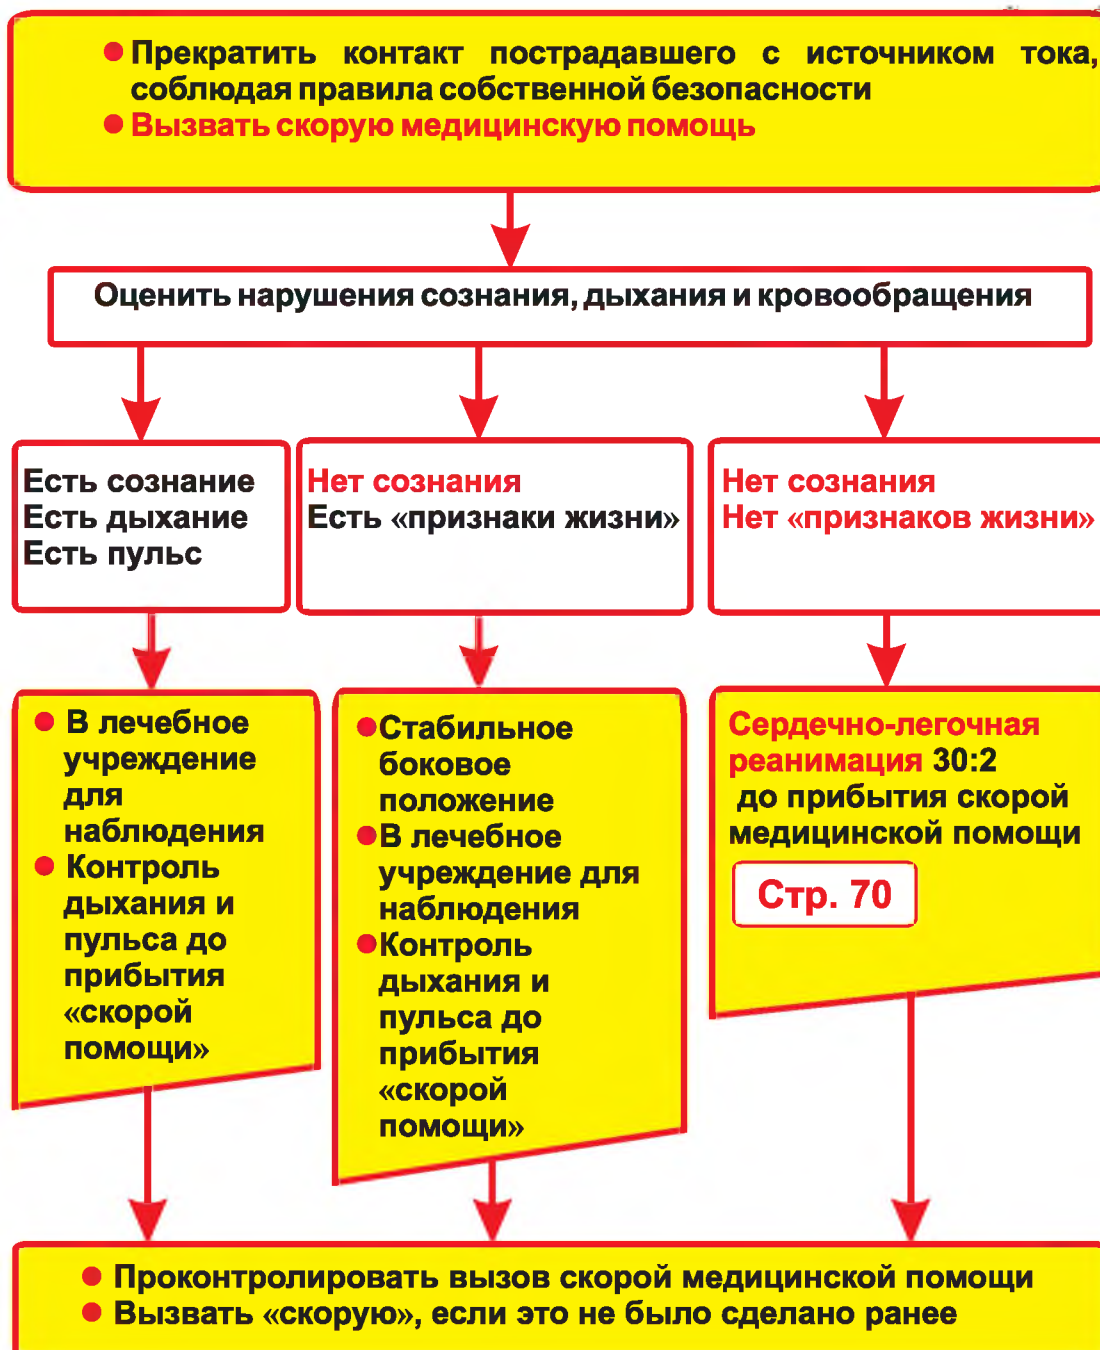 ● Прекратить контакт пострадавшего с источником тока,
соблюдая правила собственной безопасности
● Вызвать скорую медицинскую помощь
Оценить нарушения сознания, дыхания и кровообращения
Есть сознание
Есть дыхание
Есть пульс
Нет сознания
Есть «признаки жизни»
Нет сознания
Нет «признаков жизни»
● В лечебное
учреждение
для
наблюдения
● Контроль
дыхания и
пульса до
прибытия
«скорой
помощи»
● Стабильное
боковое
положение
● В лечебное
учреждение для
наблюдения
● Контроль
дыхания и
пульса до
прибытия
«скорой
помощи»
Сердечно-легочная
реанимация 30:2
до прибытия скорой
медицинской помощи
Стр. 70
● Проконтролировать вызов скорой медицинской помощи
● Вызвать «скорую», если это не было сделано ранее